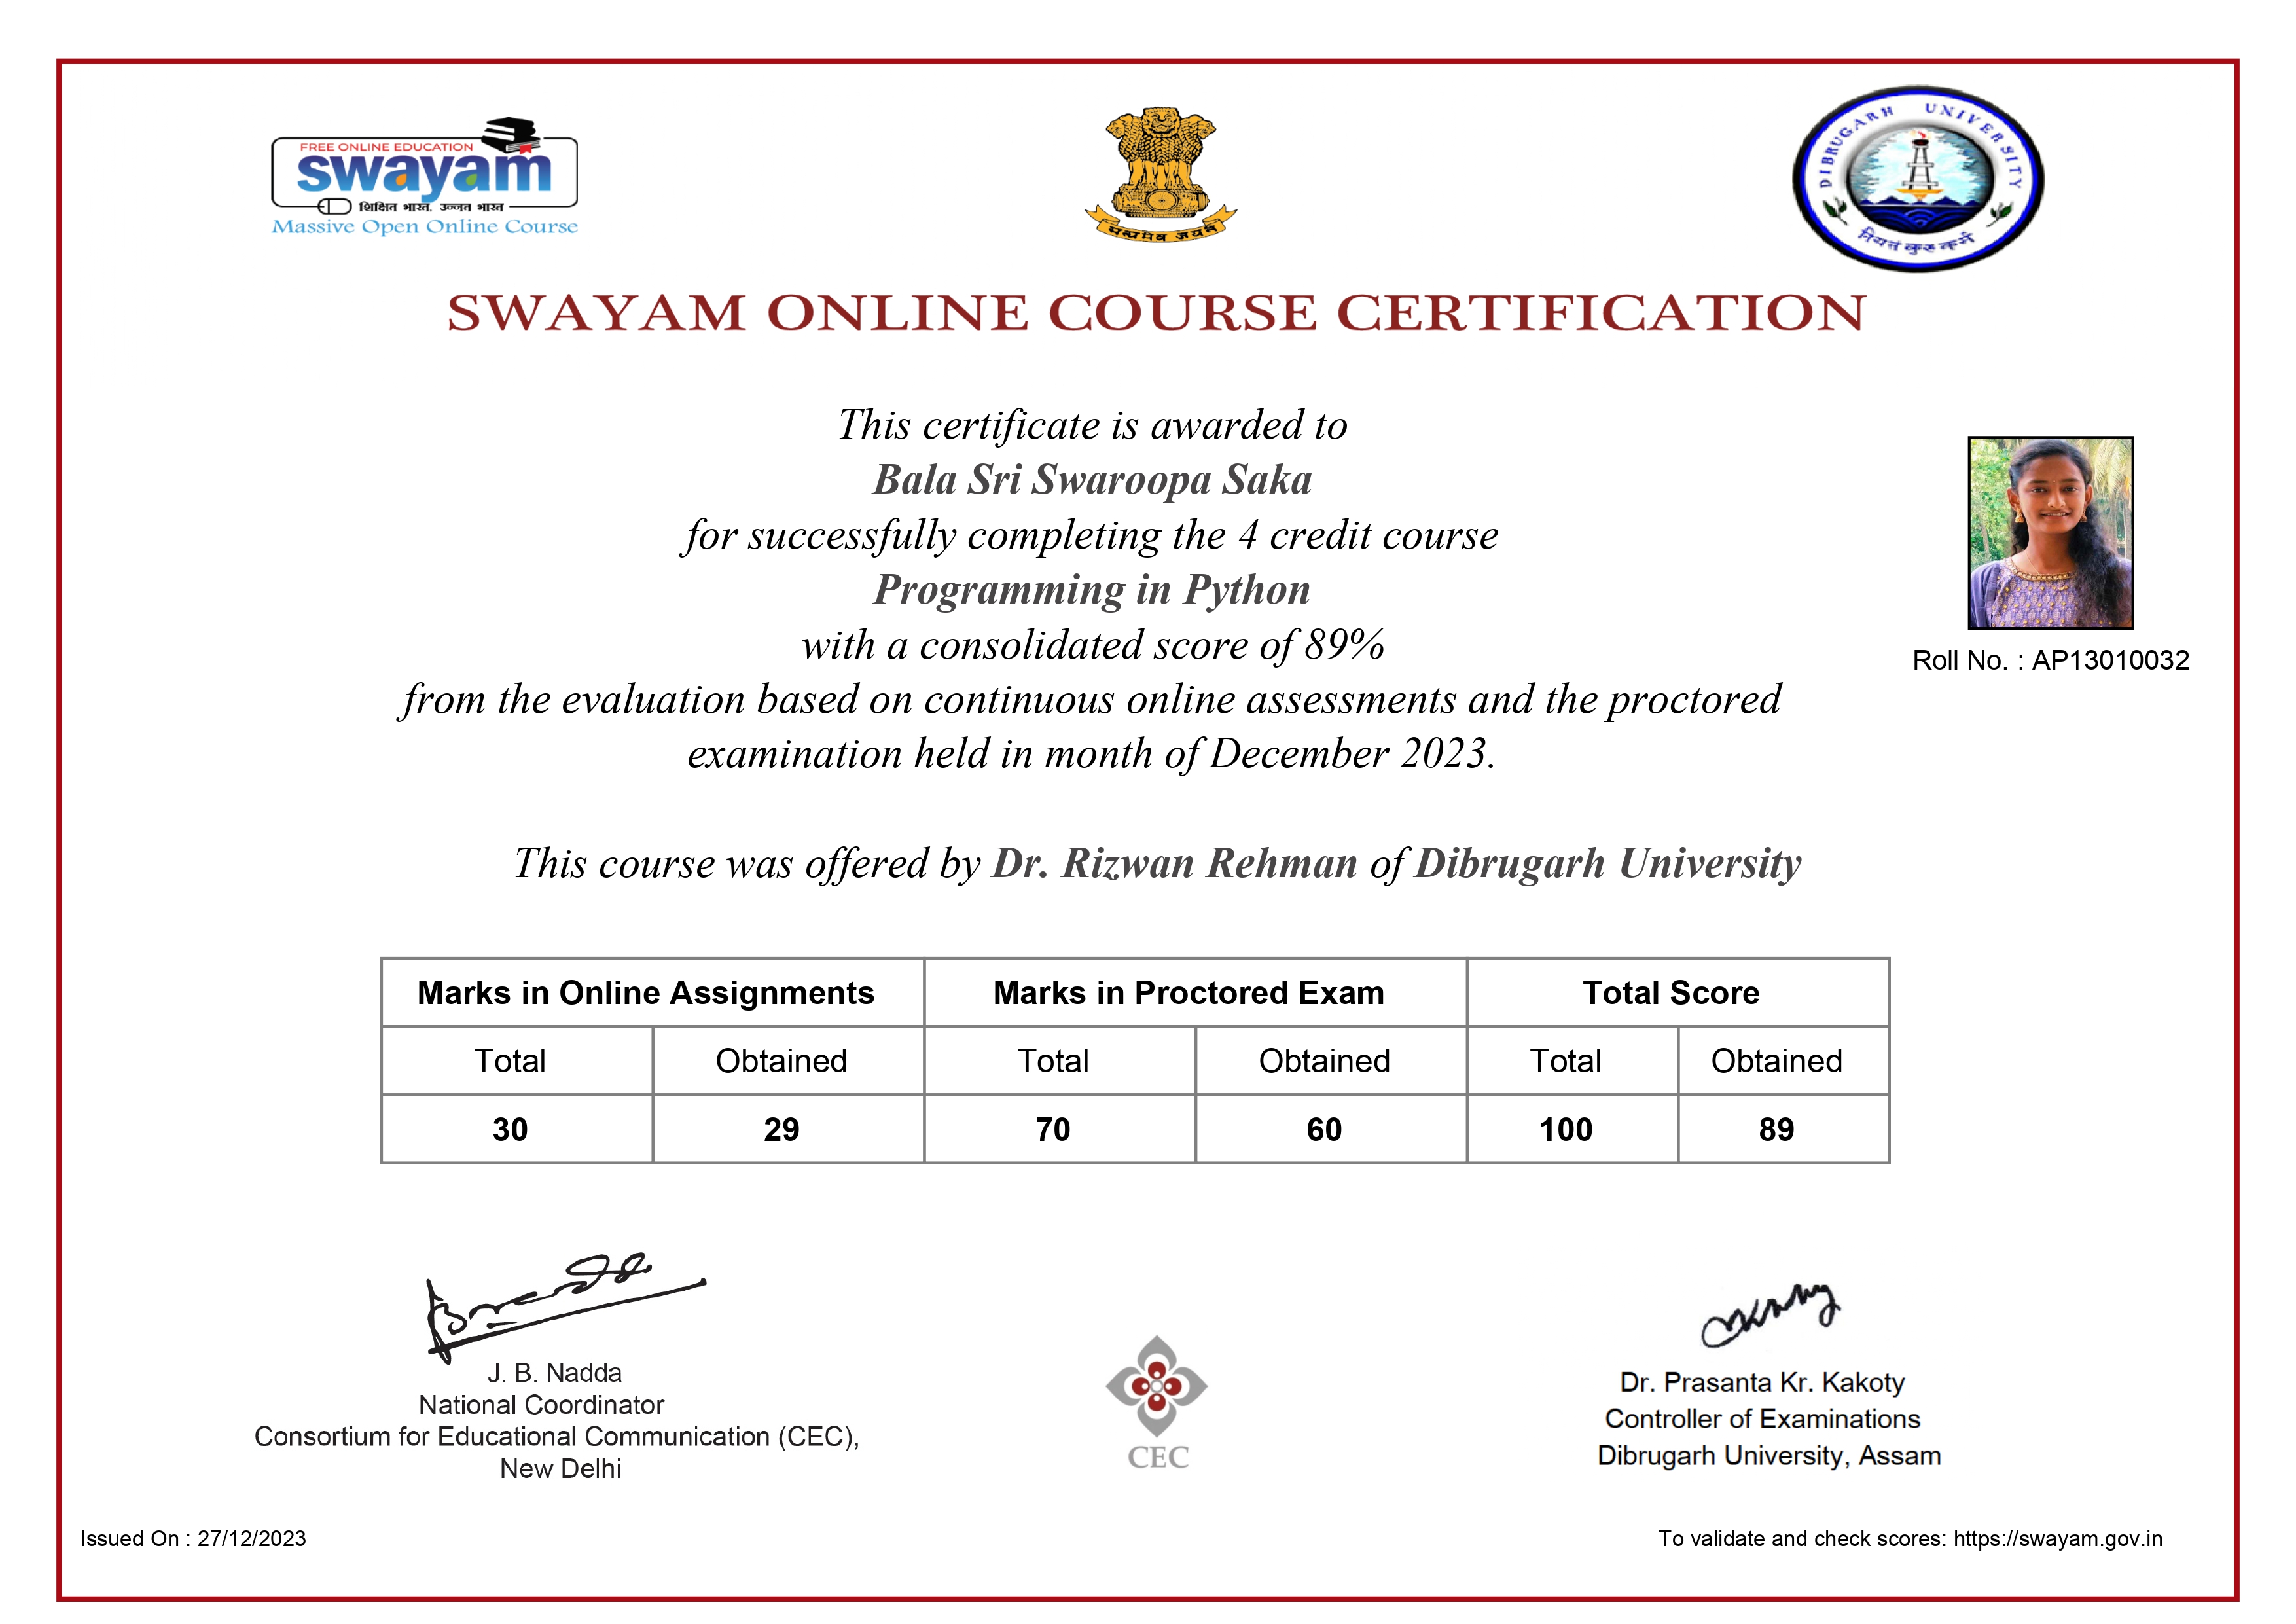 FREE ONLINE EDUCATION
swayam
शिक्षित भारत, उन्नत भारत
Massive Open Online Course
सत्यमेव जयते
DIBRUGARH UNIVERSITY
नियतं कुरु कर्म
SWAYAM ONLINE COURSE CERTIFICATION
This certificate is awarded to
Bala Sri Swaroopa Saka
for successfully completing the 4 credit course
Programming in Python
with a consolidated score of 89%
from the evaluation based on continuous online assessments and the proctored
examination held in month of December 2023.
Roll No. : AP13010032
This course was offered by Dr. Rizwan Rehman of Dibrugarh University
Marks in Online Assignments Marks in Proctored Exam Total Score
Total Obtained Total Obtained Total Obtained
30 29 70 60 100 89
J. B. Nadda
National Coordinator
Consortium for Educational Communication (CEC),
New Delhi
CEC
Dr. Prasanta Kr. Kakoty
Controller of Examinations
Dibrugarh University, Assam
Issued On : 27/12/2023
To validate and check scores: https://swayam.gov.in